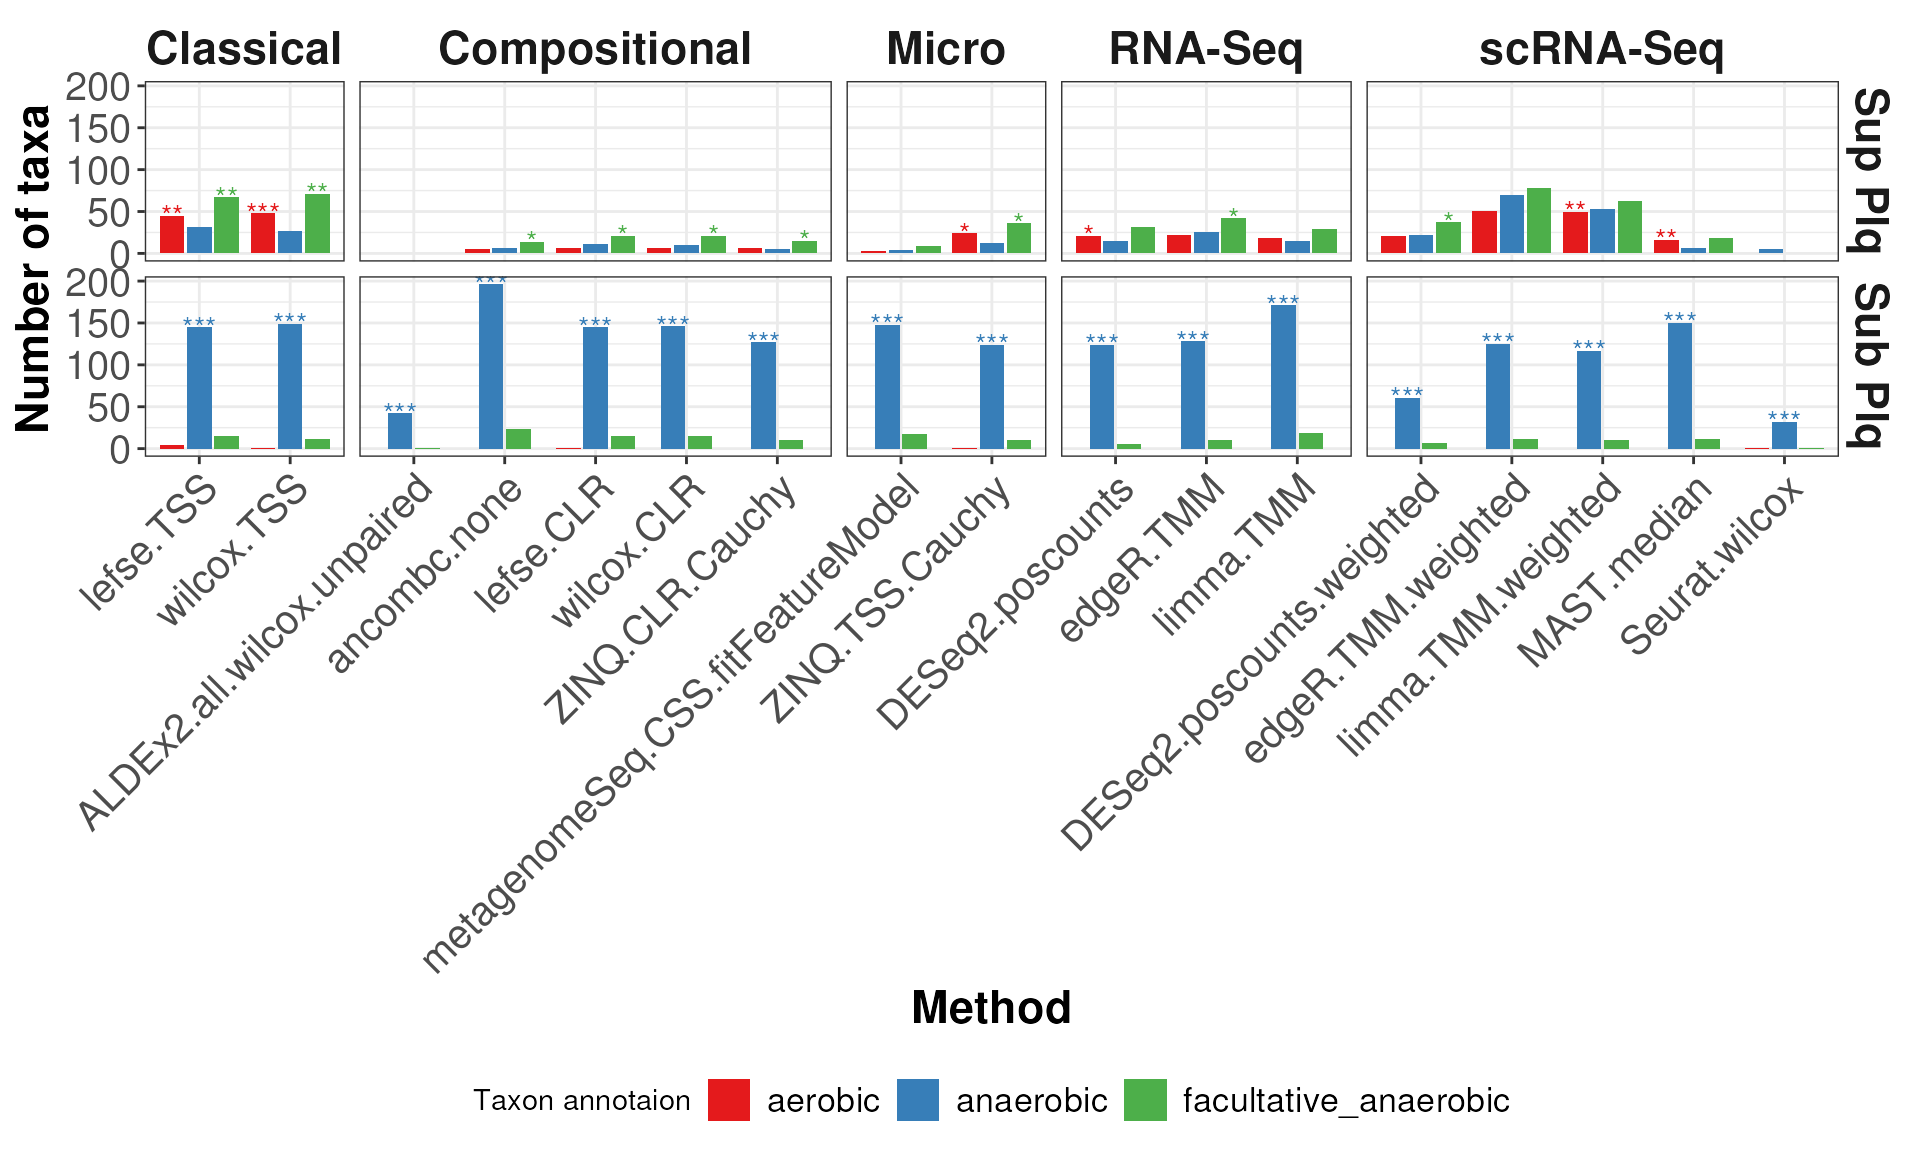 Classical Compositional Micro RNA-Seq scRNA-Seq
Number of taxa
200
150
100
50
0
** ** *** **
* * * *
* *
* *
* ** **
Sup Plq
200
150
100
50
0
*** ***
*** *** *** *** ***
*** ***
*** *** ***
*** *** *** *** ***
Sub Plq
lefse.TSS
wilcox.TSS
ALDEx2.all.wilcox.unpaired
ancombc.none
lefse.CLR
wilcox.CLR
ZINQ.CLR.Cauchy
metagenomeSeq.CSS.fitFeatureModel
ZINQ.TSS.Cauchy
DESeq2.poscounts
edgeR.TMM
limma.TMM
DESeq2.poscounts.weighted
edgeR.TMM.weighted
limma.TMM.weighted
MAST.median
Seurat.wilcox
Method
Taxon annotaion aerobic anaerobic facultative_anaerobic